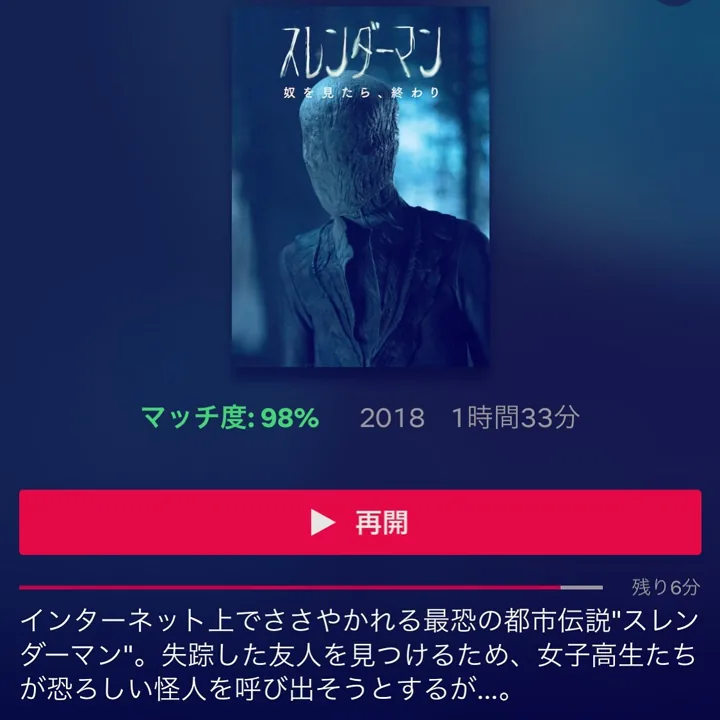 スレンダーマン
奴を見たら、終わり
マッチ度: 98% 2018 1時間33分
再開
残り6分
インターネット上でささやかれる最恐の都市伝説"スレン
ダーマン"。失踪した友人を見つけるため、女子高生たち
が恐ろしい怪人を呼び出そうとするが…。